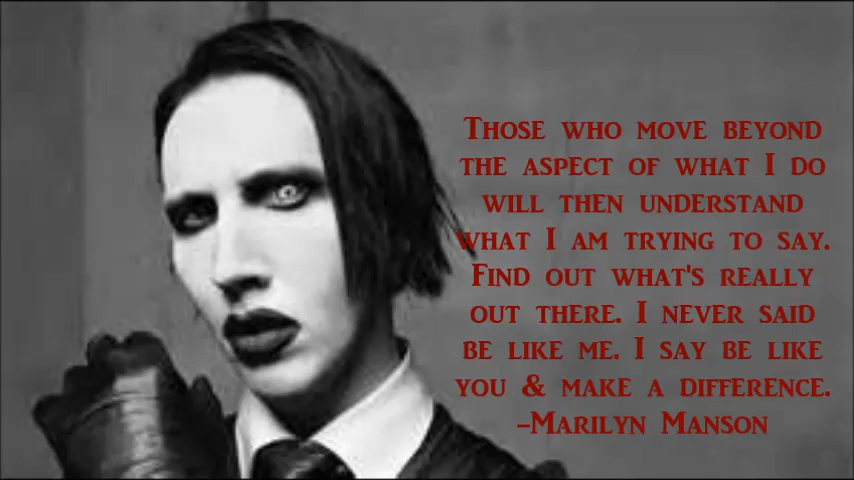 Those who move beyond
the aspect of what I do
will then understand
what I am trying to say.
Find out what's really
out there. I never said
be like me. I say be like
you & make a difference.
-Marilyn Manson